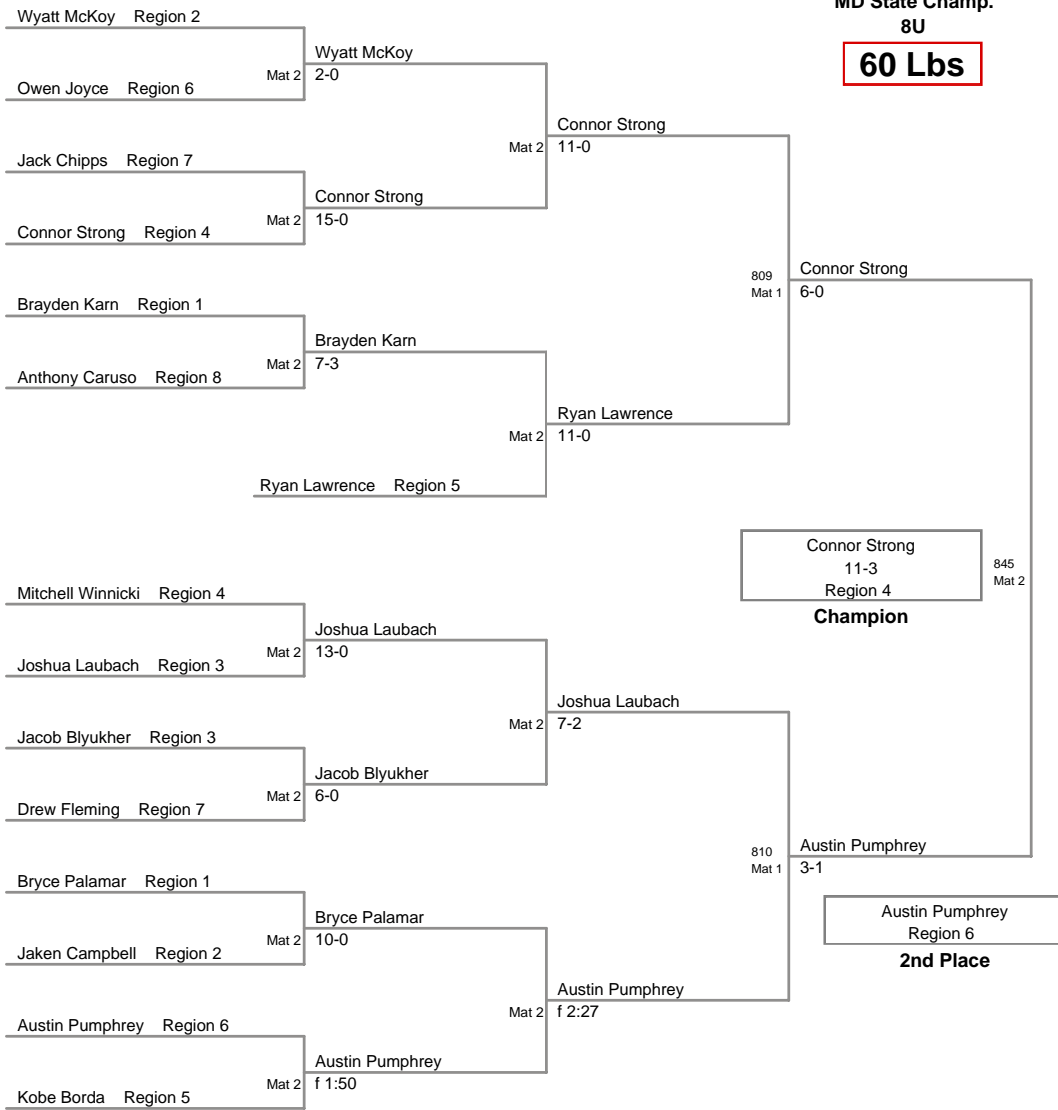 MD State Champ.
8U
60 Lbs
Wyatt McKoy Region 2
Wyatt McKoy
Mat 2 2-0
Owen Joyce Region 6
Connor Strong
Mat 2 11-0
Jack Chipps Region 7
Connor Strong
Mat 2 15-0
Connor Strong Region 4
809 Connor Strong
Mat 1 6-0
Brayden Karn Region 1
Brayden Karn
Mat 2 7-3
Anthony Caruso Region 8
Ryan Lawrence
Mat 2 11-0
Ryan Lawrence Region 5
Connor Strong
11-3
Region 4
Champion
845
Mat 2
Mitchell Winnicki Region 4
Joshua Laubach
Mat 2 13-0
Joshua Laubach Region 3
Joshua Laubach
Mat 2 7-2
Jacob Blyukher Region 3
Jacob Blyukher
Mat 2 6-0
Drew Fleming Region 7
810 Austin Pumphrey
Mat 1 3-1
Bryce Palamar Region 1
Bryce Palamar
Mat 2 10-0
Jaken Campbell Region 2
Austin Pumphrey
Region 6
2nd Place
Austin Pumphrey
Mat 2 f 2:27
Austin Pumphrey Region 6
Austin Pumphrey
Mat 2 f 1:50
Kobe Borda Region 5